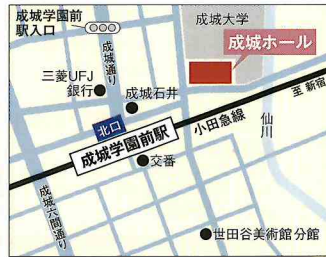 成城学園前
駅入口
成城通り
成城大学
成城ホール
三菱UFJ
銀行
成城石井
至 新宿
北口
成城学園前駅
小田急線
仙川
交番
成城六間通り
世田谷美術館分館